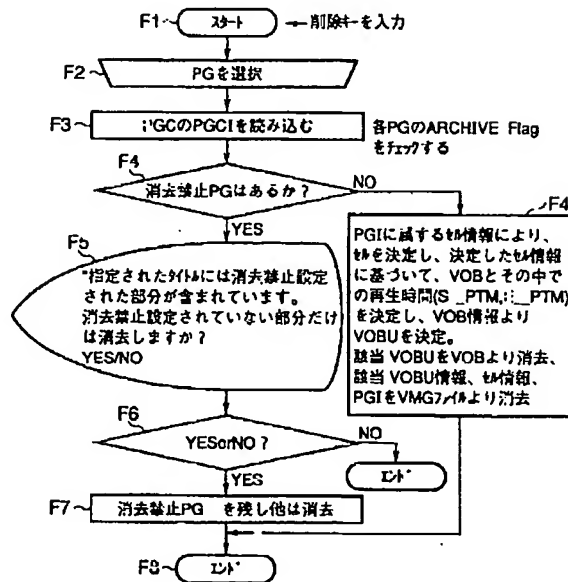 F1 スタート ←削除キーを入力
F2 PGを選択
F3 GCのPGCIを読み込む
各PGのARCHIVE Flag
をチェックする
F4 消去禁止PGはあるか？ NO
YES
F5
"指定されたタイトルには消去禁止設定
された部分が含まれています。
消去禁止設定されていない部分だけ
は消去しますか？
YES/NO
F4
PGIに属するセル情報により、
セルを決定し、決定したセル情報
に基づいて、VOBとその中で
の再生時間(S_PTM, _PTM)
を決定し、VOB情報より
VOBUを決定。
該当 VOBUをVOBより消去、
該当 VOBU情報、セル情報、
PGIをVMGファイルより消去
F6 YESorNO？ NO
エンド
YES
F7 消去禁止PG を残し他は消去
F8 エンド